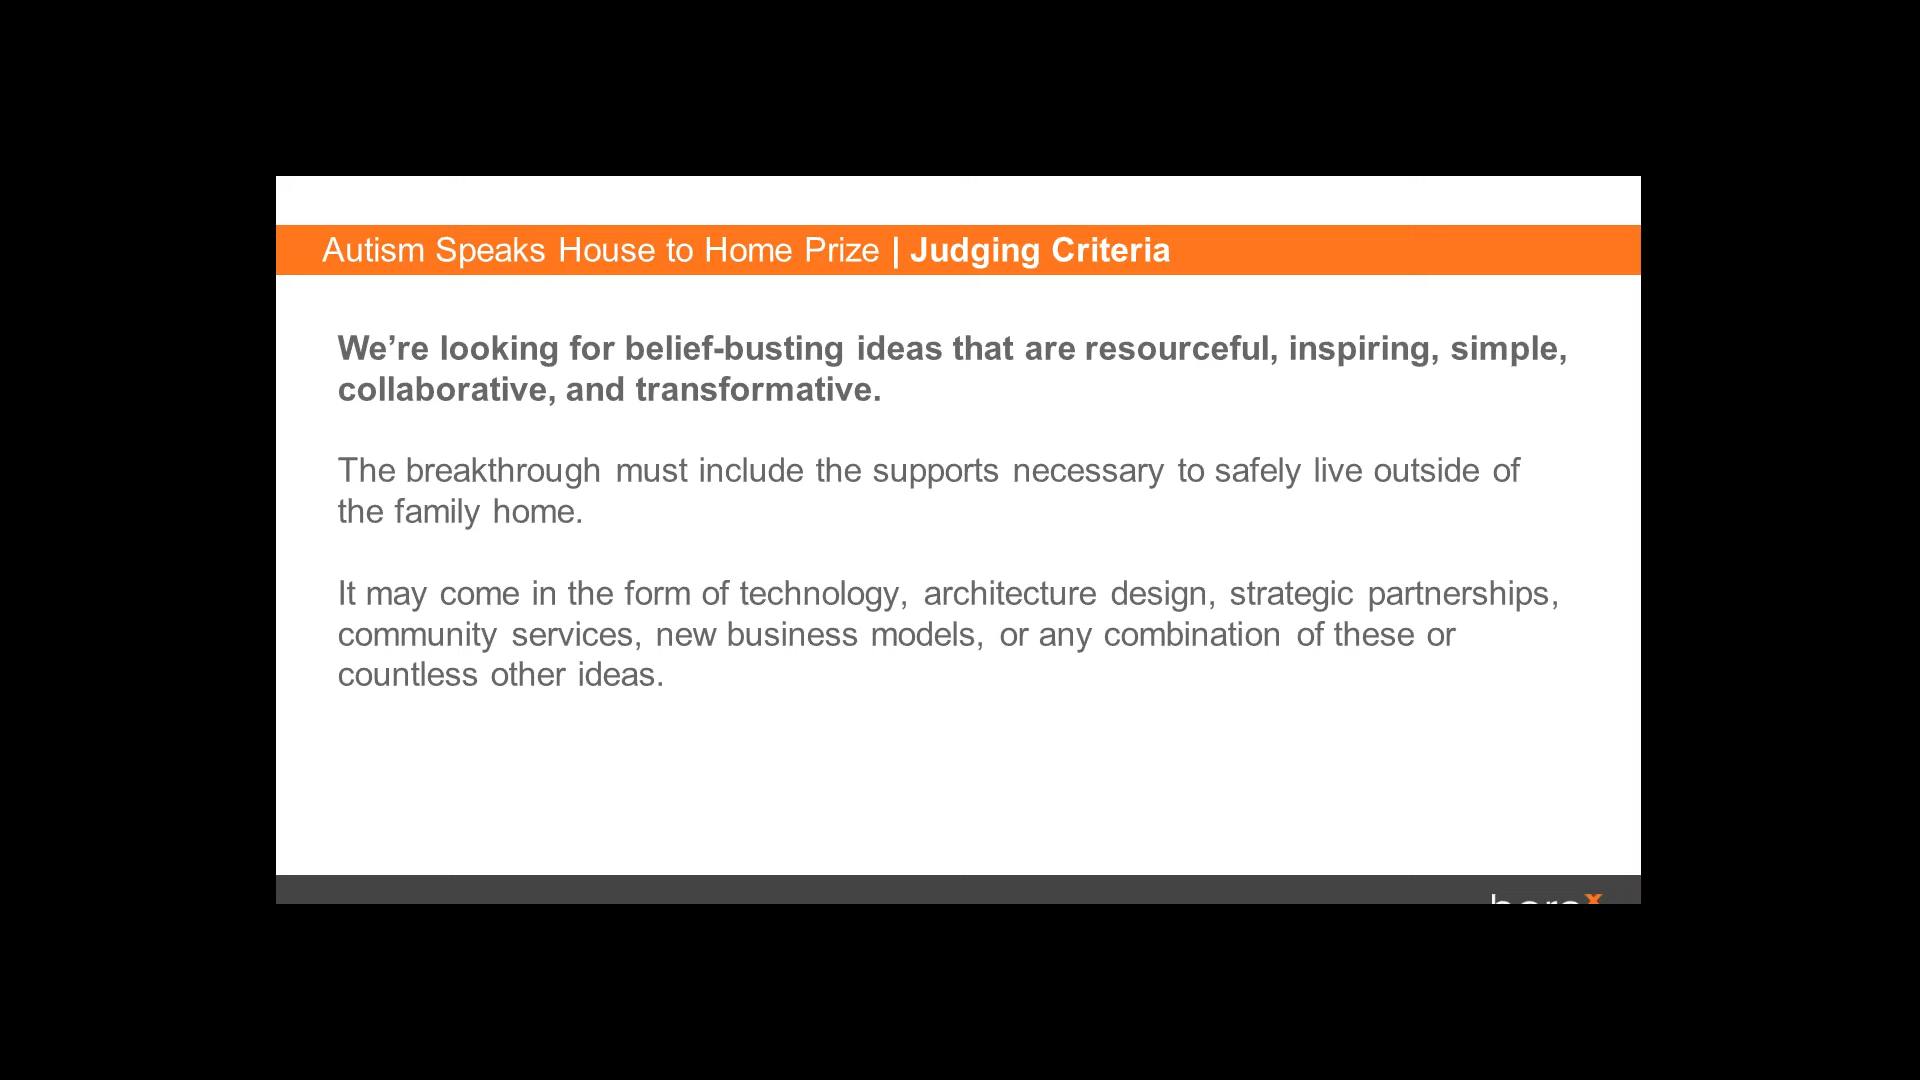 Autism Speaks House to Home Prize | Judging Criteria
We’re looking for belief-busting ideas that are resourceful, inspiring, simple,
collaborative, and transformative.
The breakthrough must include the supports necessary to safely live outside of
the family home.
It may come in the form of technology, architecture design, strategic partnerships,
community services, new business models, or any combination of these or
countless other ideas.